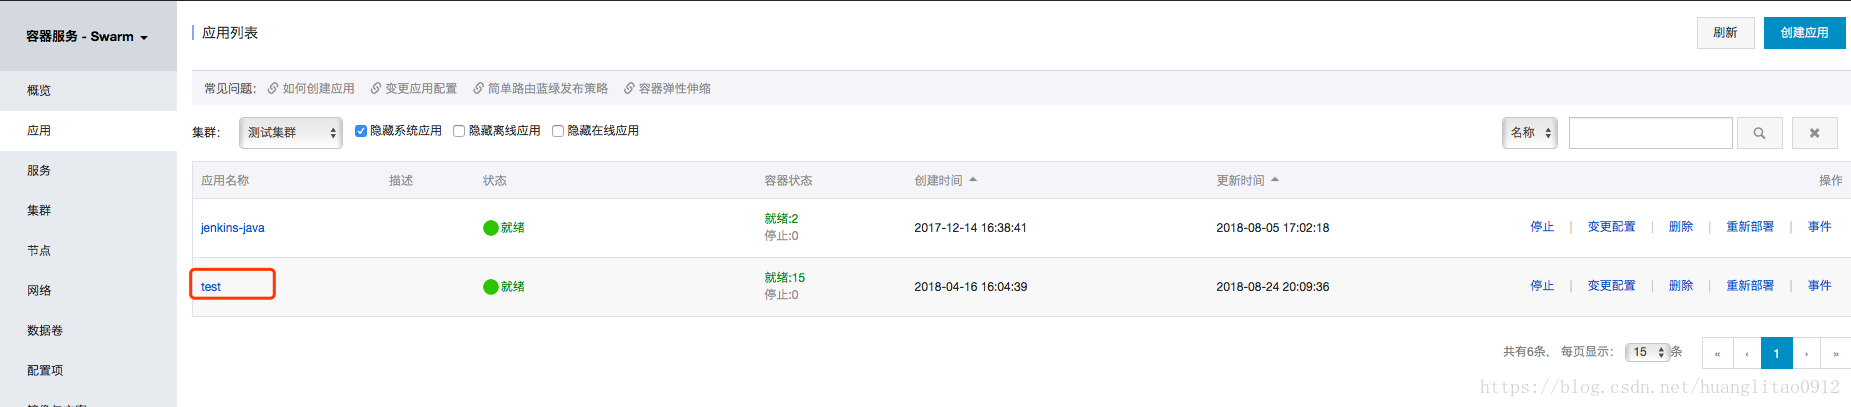 容器服务 - Swarm
概览
应用
服务
集群
节点
网络
数据卷
配置项
应用列表
刷新 创建应用
常见问题： 如何创建应用 变更应用配置 简单路由蓝绿发布策略 容器弹性伸缩
集群： 测试集群 隐藏系统应用 隐藏离线应用 隐藏在线应用 名称
应用名称 描述 状态 容器状态 创建时间 更新时间 操作
jenkins-java 就绪 就绪:2 2017-12-14 16:38:41 2018-08-05 17:02:18 停止 | 变更配置 | 删除 | 重新部署 | 事件
停止:0
test 就绪 就绪:15 2018-04-16 16:04:39 2018-08-24 20:09:36 停止 | 变更配置 | 删除 | 重新部署 | 事件
停止:0
共有6条， 每页显示： 15 条 « ‹ 1 › »
https://blog.csdn.net/huanglitao0912